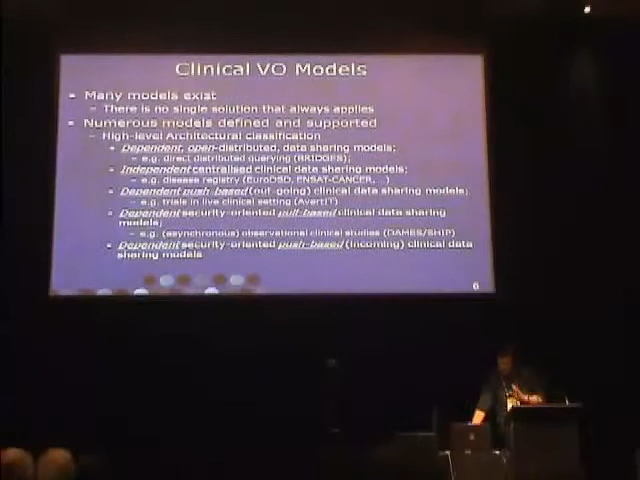 Clinical VO Models
- Many models exist
– There is no single solution that always applies
- Numerous models defined and supported
– High-level Architectural classification
• Dependent, open-distributed, data sharing models;
– e.g. direct distributed querying (BRIDGES);
• Independent centralised clinical data sharing models;
– e.g. disease registry (EuroDSD, ENSAT-CANCER, ...)
• Dependent push-based (out-going) clinical data sharing models;
– e.g. trials in live clinical setting (AvertIT)
• Dependent security-oriented pull-based clinical data sharing
models;
– e.g. (asynchronous) observational clinical studies (DAMES/SHIP)
• Dependent security-oriented push-based (incoming) clinical data
sharing models
6